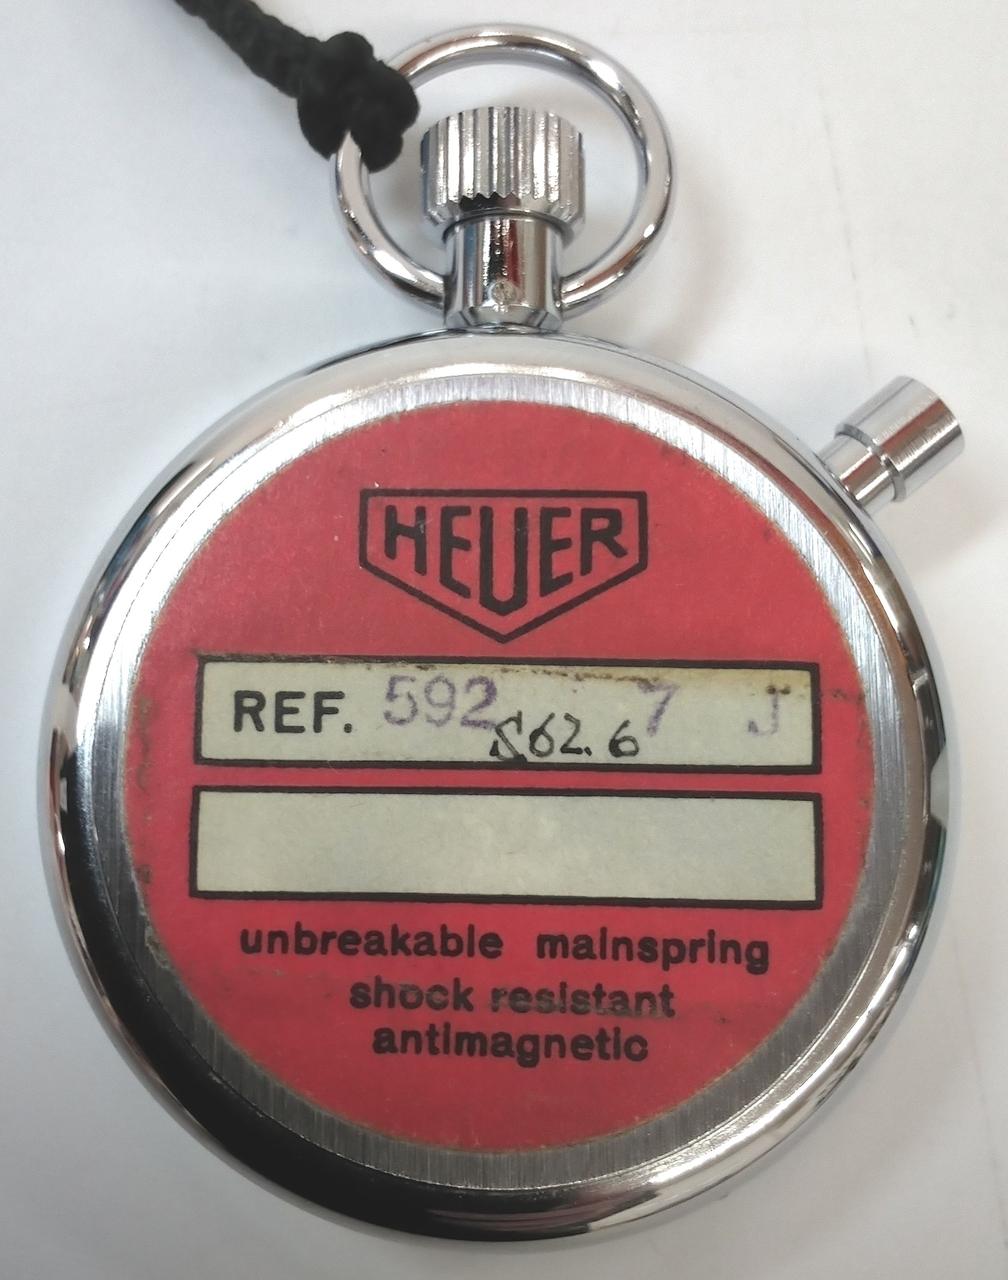 HEUER
REF. 592 7 J
S62.6
unbreakable mainspring
shock resistant
antimagnetic